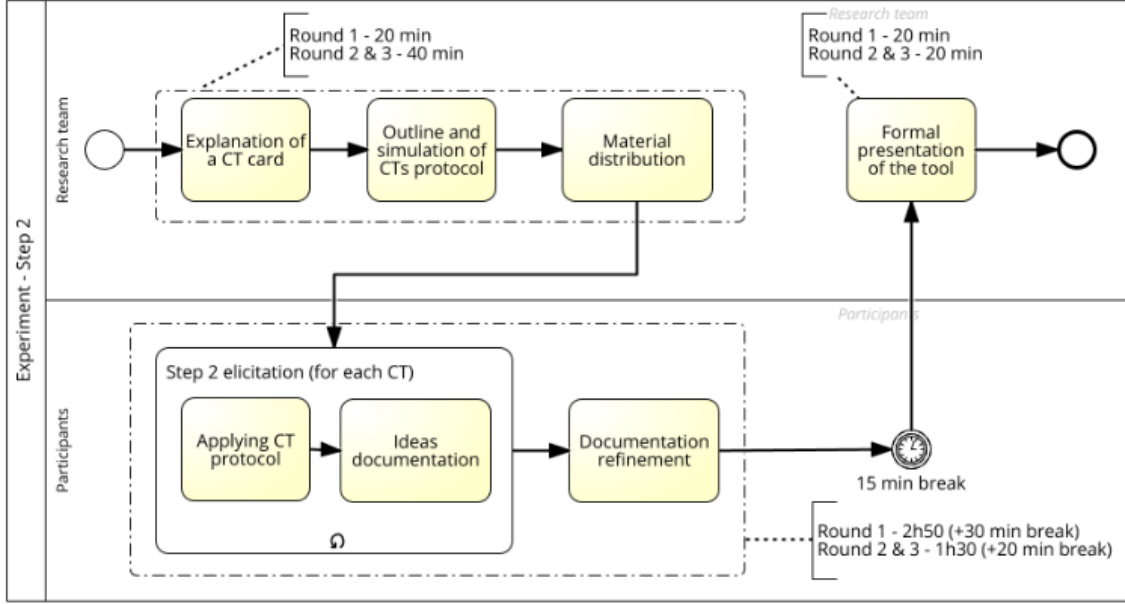 Experiment - Step 2
Research team
Research team
Round 1 - 20 min
Round 2 & 3 - 40 min
Round 1 - 20 min
Round 2 & 3 - 20 min
Explanation of
a CT card
Outline and
simulation of
CTs protocol
Material
distribution
Formal
presentation
of the tool
Participants
Participants
Step 2 elicitation (for each CT)
Applying CT
protocol
Ideas
documentation
Documentation
refinement
15 min break
Round 1 - 2h50 (+30 min break)
Round 2 & 3 - 1h30 (+20 min break)